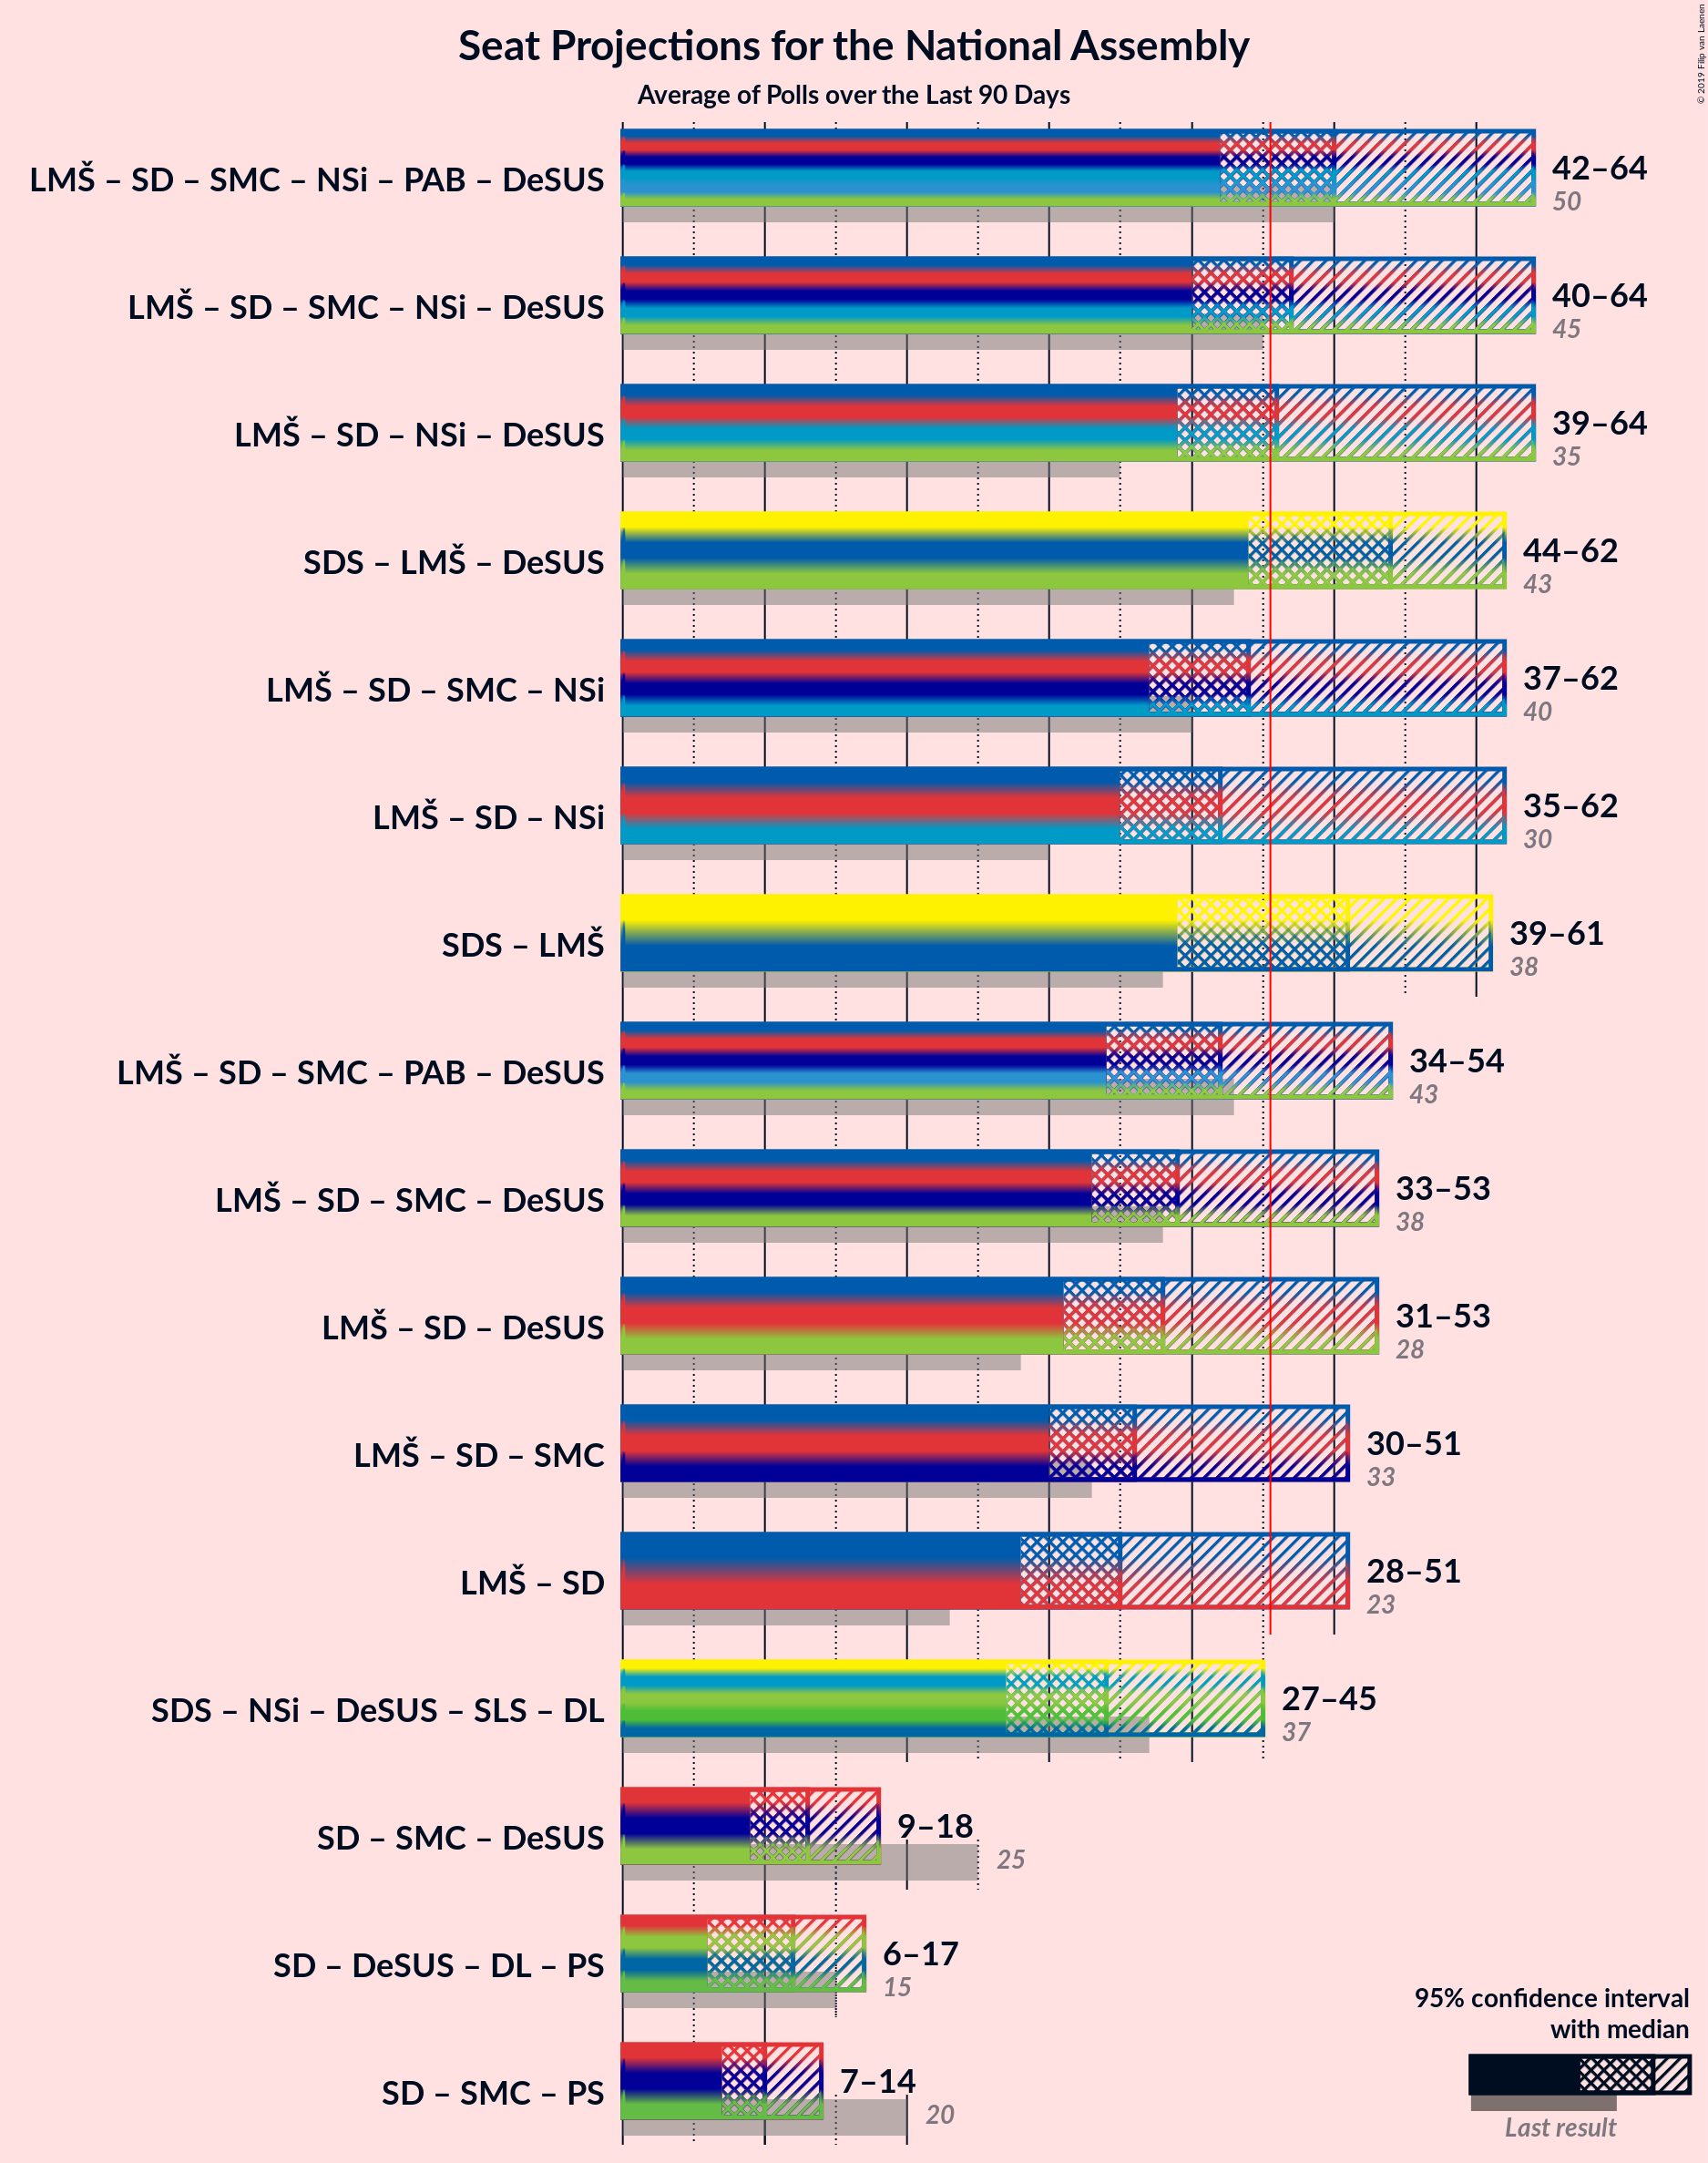 Seat Projections for the National Assembly
Average of Polls over the Last 90 Days
© 2019 Filip van Laenen
LMŠ – SD – SMC – NSi – PAB – DeSUS
42–64
50
LMŠ – SD – SMC – NSi – DeSUS
40–64
45
LMŠ – SD – NSi – DeSUS
39–64
35
SDS – LMŠ – DeSUS
44–62
43
LMŠ – SD – SMC – NSi
37–62
40
LMŠ – SD – NSi
35–62
30
SDS – LMŠ
39–61
38
LMŠ – SD – SMC – PAB – DeSUS
34–54
43
LMŠ – SD – SMC – DeSUS
33–53
38
LMŠ – SD – DeSUS
31–53
28
LMŠ – SD – SMC
30–51
33
LMŠ – SD
28–51
23
SDS – NSi – DeSUS – SLS – DL
27–45
37
SD – SMC – DeSUS
9–18
25
SD – DeSUS – DL – PS
6–17
15
SD – SMC – PS
7–14
20
95% confidence interval
with median
Last result